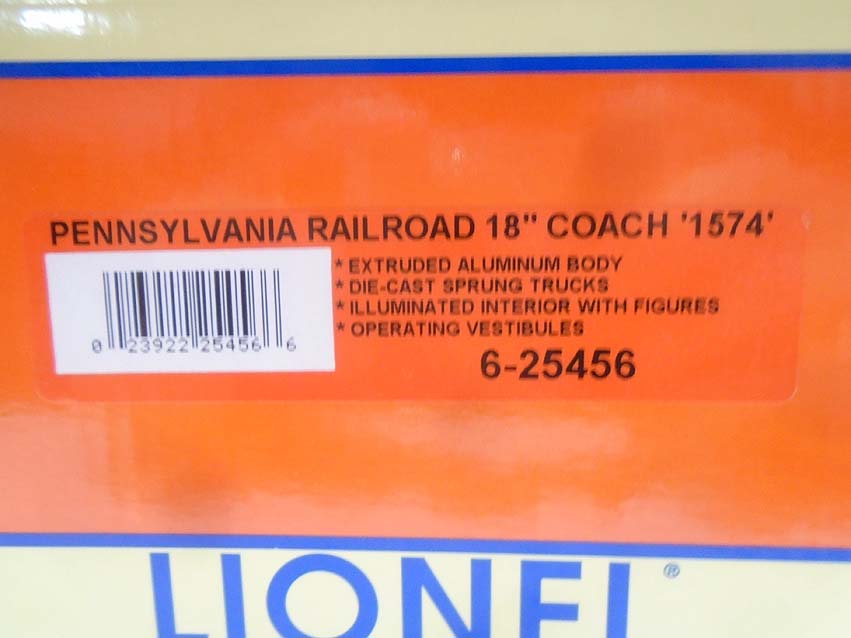 PENNSYLVANIA RAILROAD 18" COACH '1574'
* EXTRUDED ALUMINUM BODY
* DIE-CAST SPRUNG TRUCKS
* ILLUMINATED INTERIOR WITH FIGURES
* OPERATING VESTIBULES
0 23922 25456 6
6-25456
LIONEL®